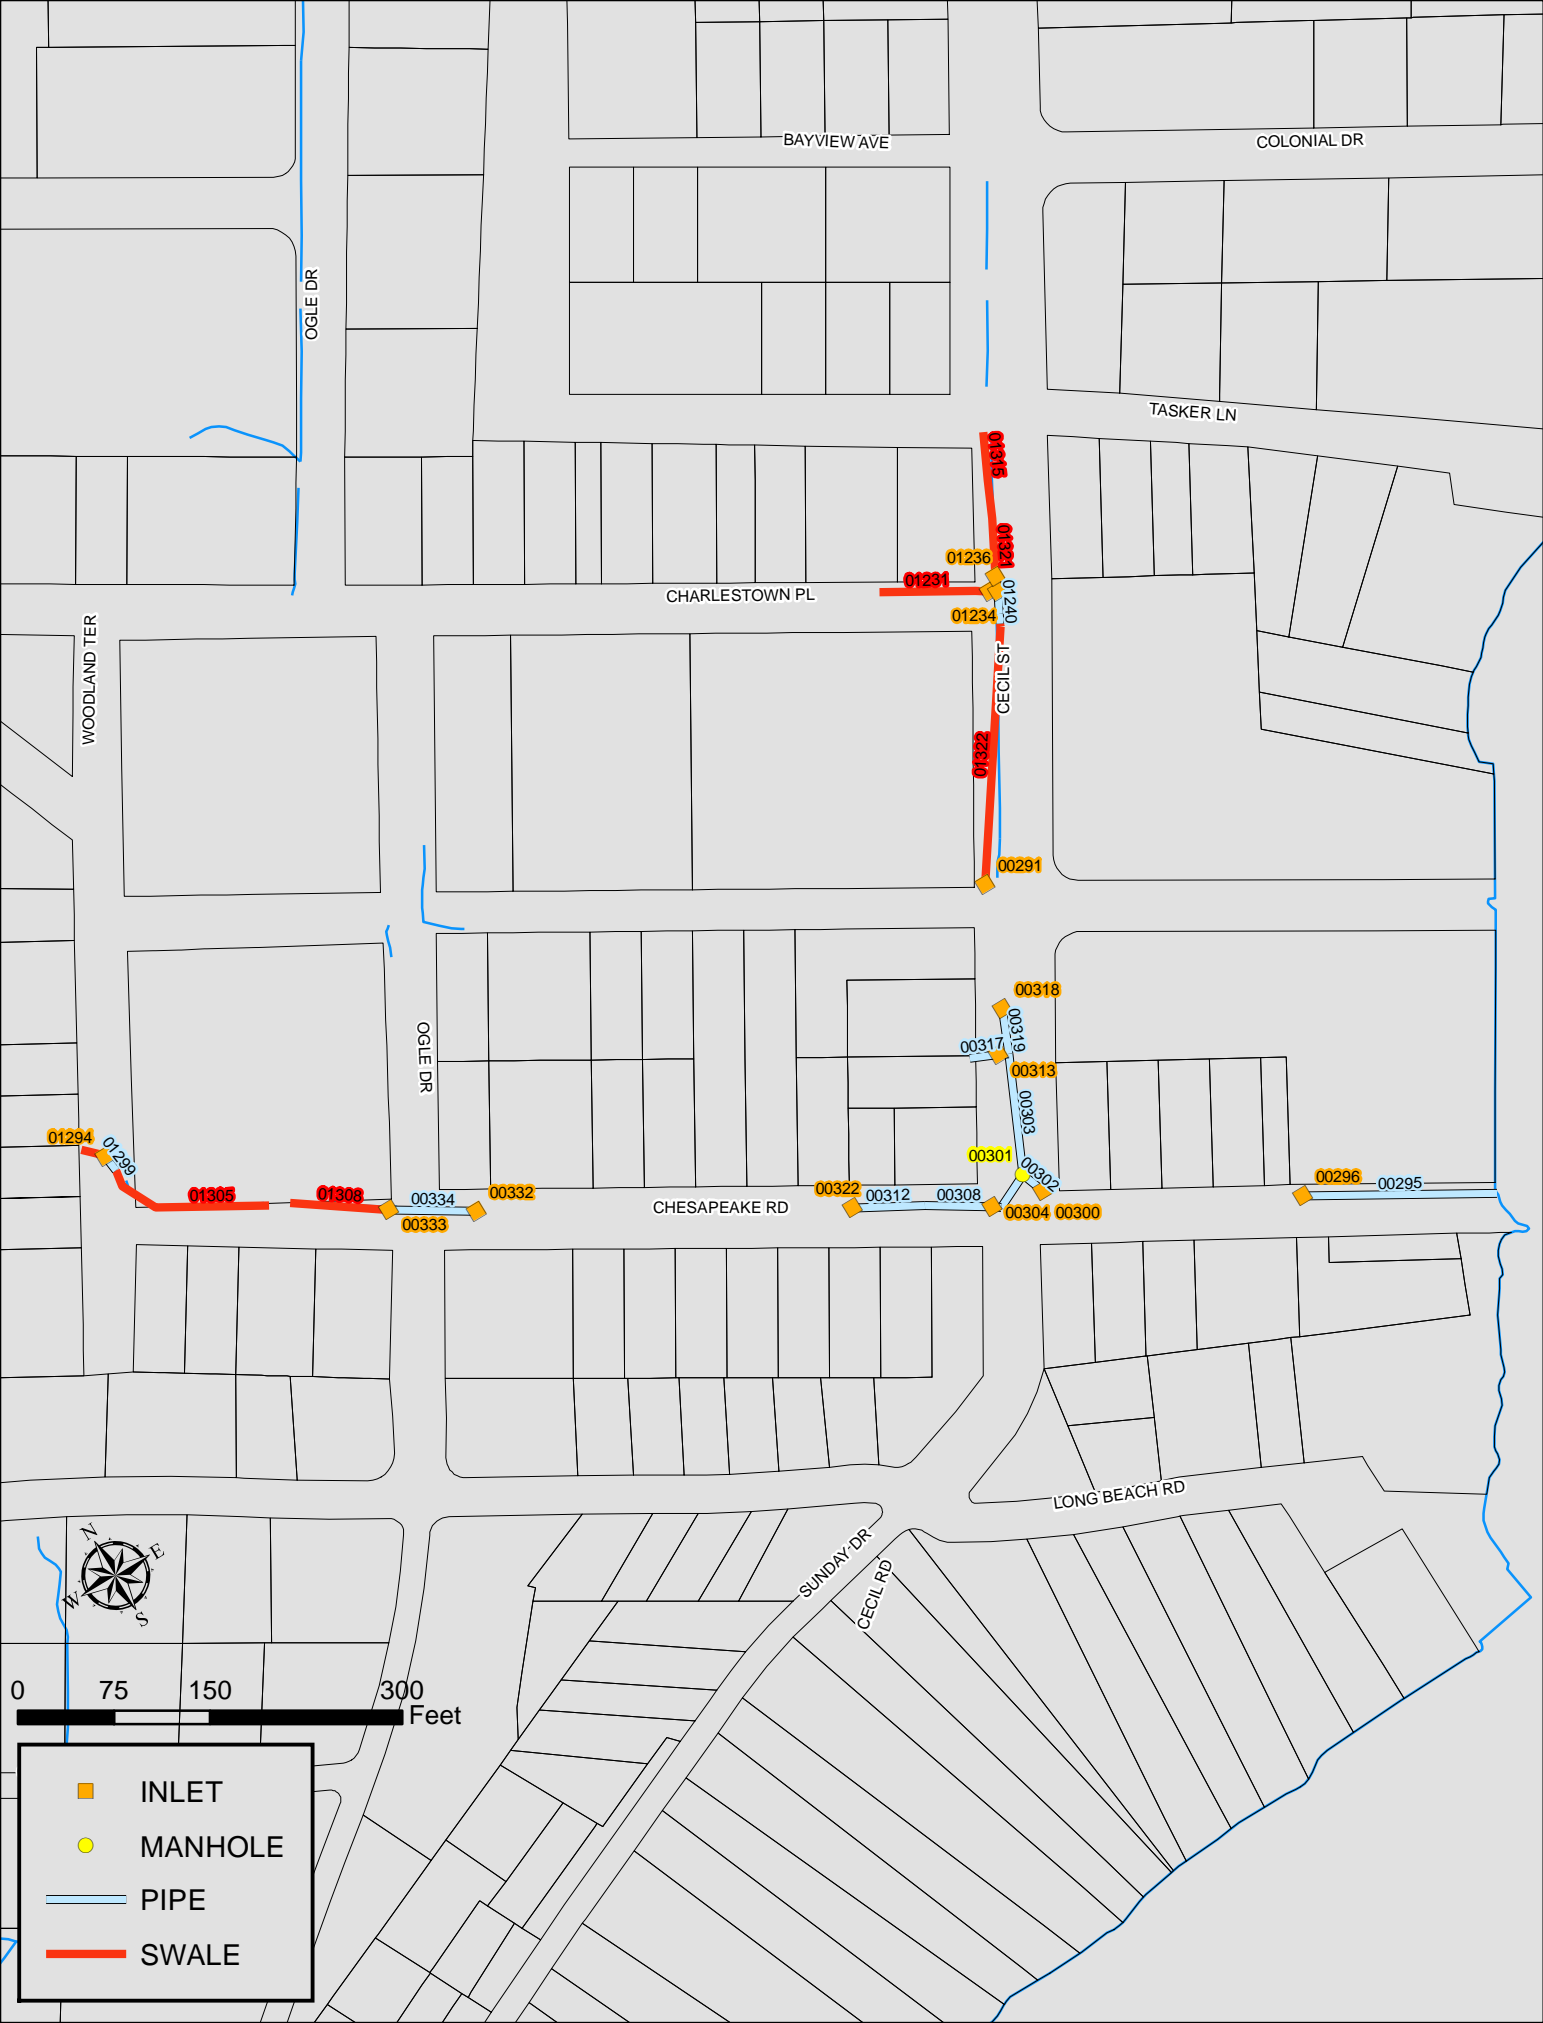 BAYVIEW AVE
COLONIAL DR
OGLE DR
TASKER LN
01315
01321
01236
01231
CHARLESTOWN PL
01240
01234
WOODLAND TER
CECIL ST
01322
00291
00318
00319
00317
00313
OGLE DR
00303
01294
01299
00301
00302
01305
01308
00334
00332
00333
CHESAPEAKE RD
00322
00312
00308
00304
00300
00296
00295
LONG BEACH RD
SUNDAY DR
CECIL RD
N
E
W
S
0 75 150 300
Feet
INLET
MANHOLE
PIPE
SWALE